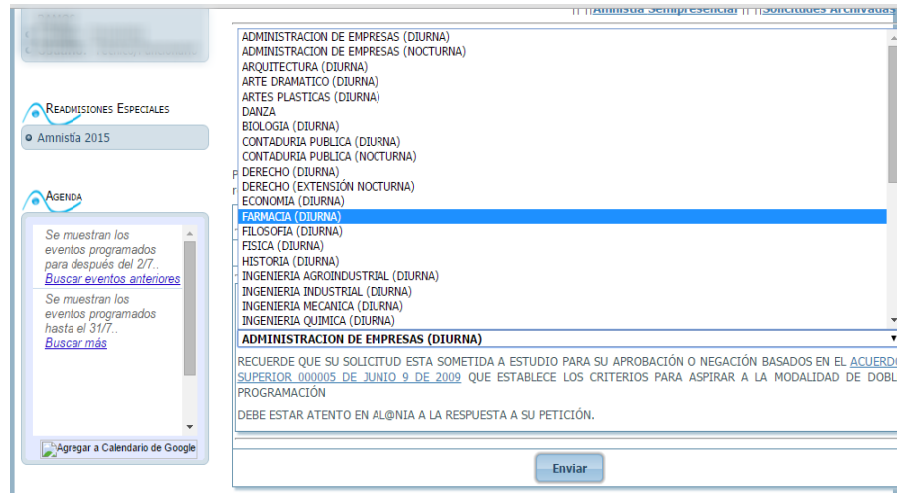 || ||Amnistía Semipresencial || ||Solicitudes Archivadas
READMISIONES ESPECIALES
Amnistía 2015
AGENDA
Se muestran los
eventos programados
para después del 2/7..
Buscar eventos anteriores
Se muestran los
eventos programados
hasta el 31/7..
Buscar más
Agregar a Calendario de Google
ADMINISTRACION DE EMPRESAS (DIURNA)
ADMINISTRACION DE EMPRESAS (NOCTURNA)
ARQUITECTURA (DIURNA)
ARTE DRAMATICO (DIURNA)
ARTES PLASTICAS (DIURNA)
DANZA
BIOLOGIA (DIURNA)
CONTADURIA PUBLICA (DIURNA)
CONTADURIA PUBLICA (NOCTURNA)
DERECHO (DIURNA)
DERECHO (EXTENSIÓN NOCTURNA)
ECONOMIA (DIURNA)
FARMACIA (DIURNA)
FILOSOFIA (DIURNA)
FISICA (DIURNA)
HISTORIA (DIURNA)
INGENIERIA AGROINDUSTRIAL (DIURNA)
INGENIERIA INDUSTRIAL (DIURNA)
INGENIERIA MECANICA (DIURNA)
INGENIERIA QUIMICA (DIURNA)
ADMINISTRACION DE EMPRESAS (DIURNA)
RECUERDE QUE SU SOLICITUD ESTA SOMETIDA A ESTUDIO PARA SU APROBACIÓN O NEGACIÓN BASADOS EN EL ACUERDO
SUPERIOR 000005 DE JUNIO 9 DE 2009 QUE ESTABLECE LOS CRITERIOS PARA ASPIRAR A LA MODALIDAD DE DOBL
PROGRAMACIÓN
DEBE ESTAR ATENTO EN AL@NIA A LA RESPUESTA A SU PETICIÓN.
Enviar